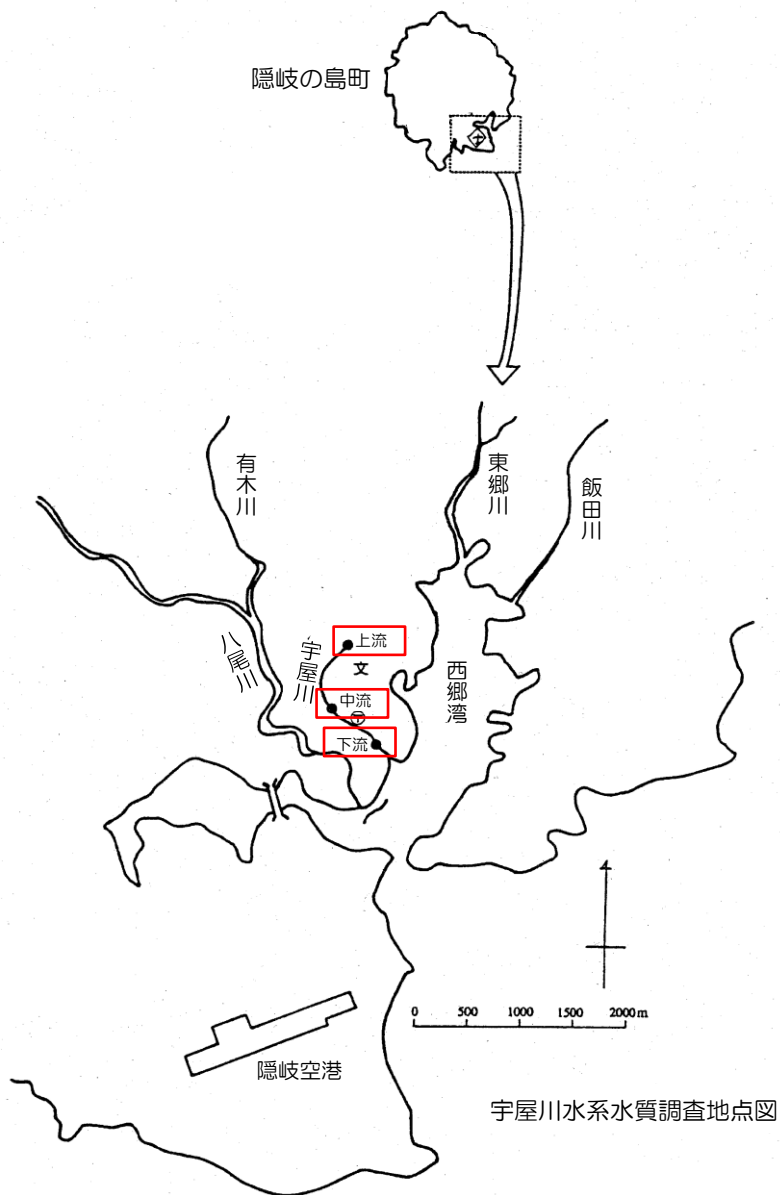 隠岐の島町
有木川
東郷川
飯田川
八尾川
宇屋川
上流
文
西郷湾
中流
下流
0 500 1000 1500 2000m
隠岐空港
宇屋川水系水質調査地点図